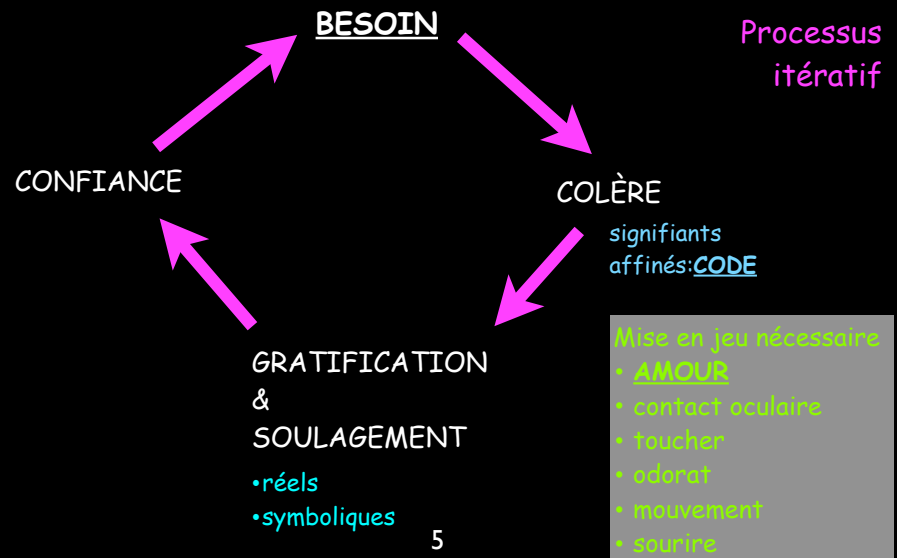 BESOIN
Processus
itératif
CONFIANCE
COLÈRE
signifiants
affinés:CODE
GRATIFICATION
&
SOULAGEMENT
•réels
•symboliques
Mise en jeu nécessaire
• AMOUR
• contact oculaire
• toucher
• odorat
• mouvement
• sourire
5